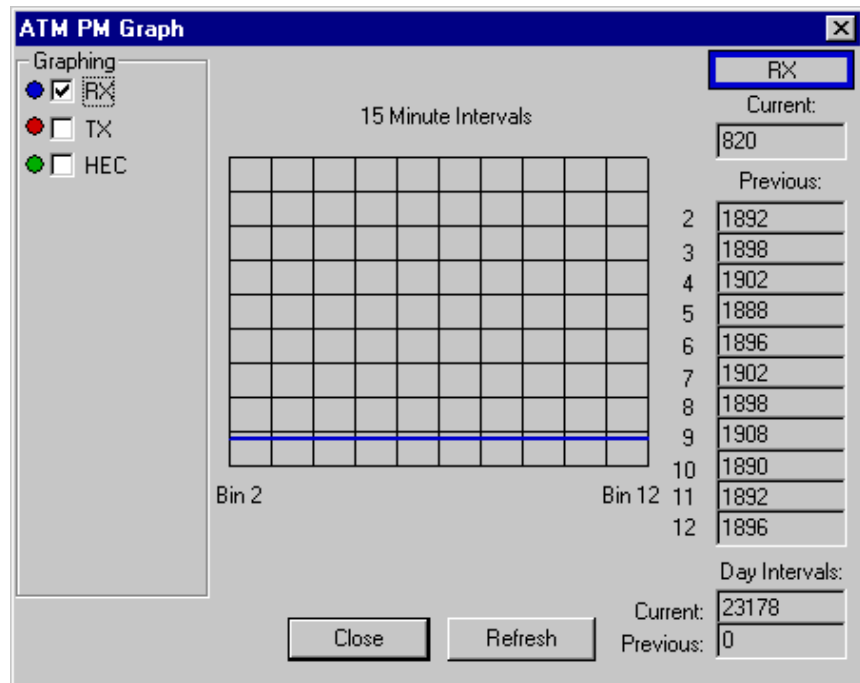 ATM PM Graph
Graphing
RX
TX
HEC
15 Minute Intervals
Bin 2
Bin 12
RX
Current:
820
Previous:
2 1892
3 1898
4 1902
5 1888
6 1896
7 1902
8 1898
9 1908
10 1890
11 1892
12 1896
Day Intervals:
Current: 23178
Previous: 0
Close
Refresh